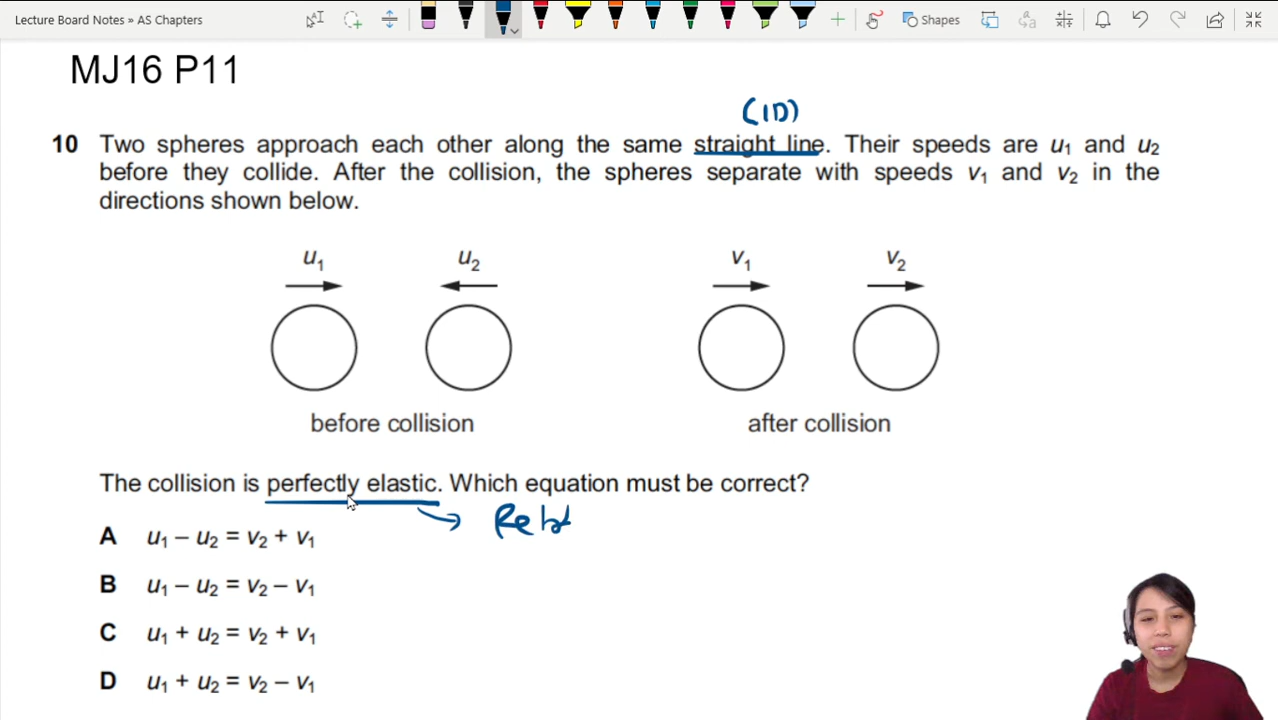 Lecture Board Notes » AS Chapters
Shapes
MJ16 P11
(1D)
10 Two spheres approach each other along the same straight line. Their speeds are u₁ and u₂
before they collide. After the collision, the spheres separate with speeds v₁ and v₂ in the
directions shown below.
u₁ u₂ v₁ v₂
before collision after collision
The collision is perfectly elastic. Which equation must be correct?
A u₁ – u₂ = v₂ + v₁
B u₁ – u₂ = v₂ – v₁
C u₁ + u₂ = v₂ + v₁
D u₁ + u₂ = v₂ – v₁